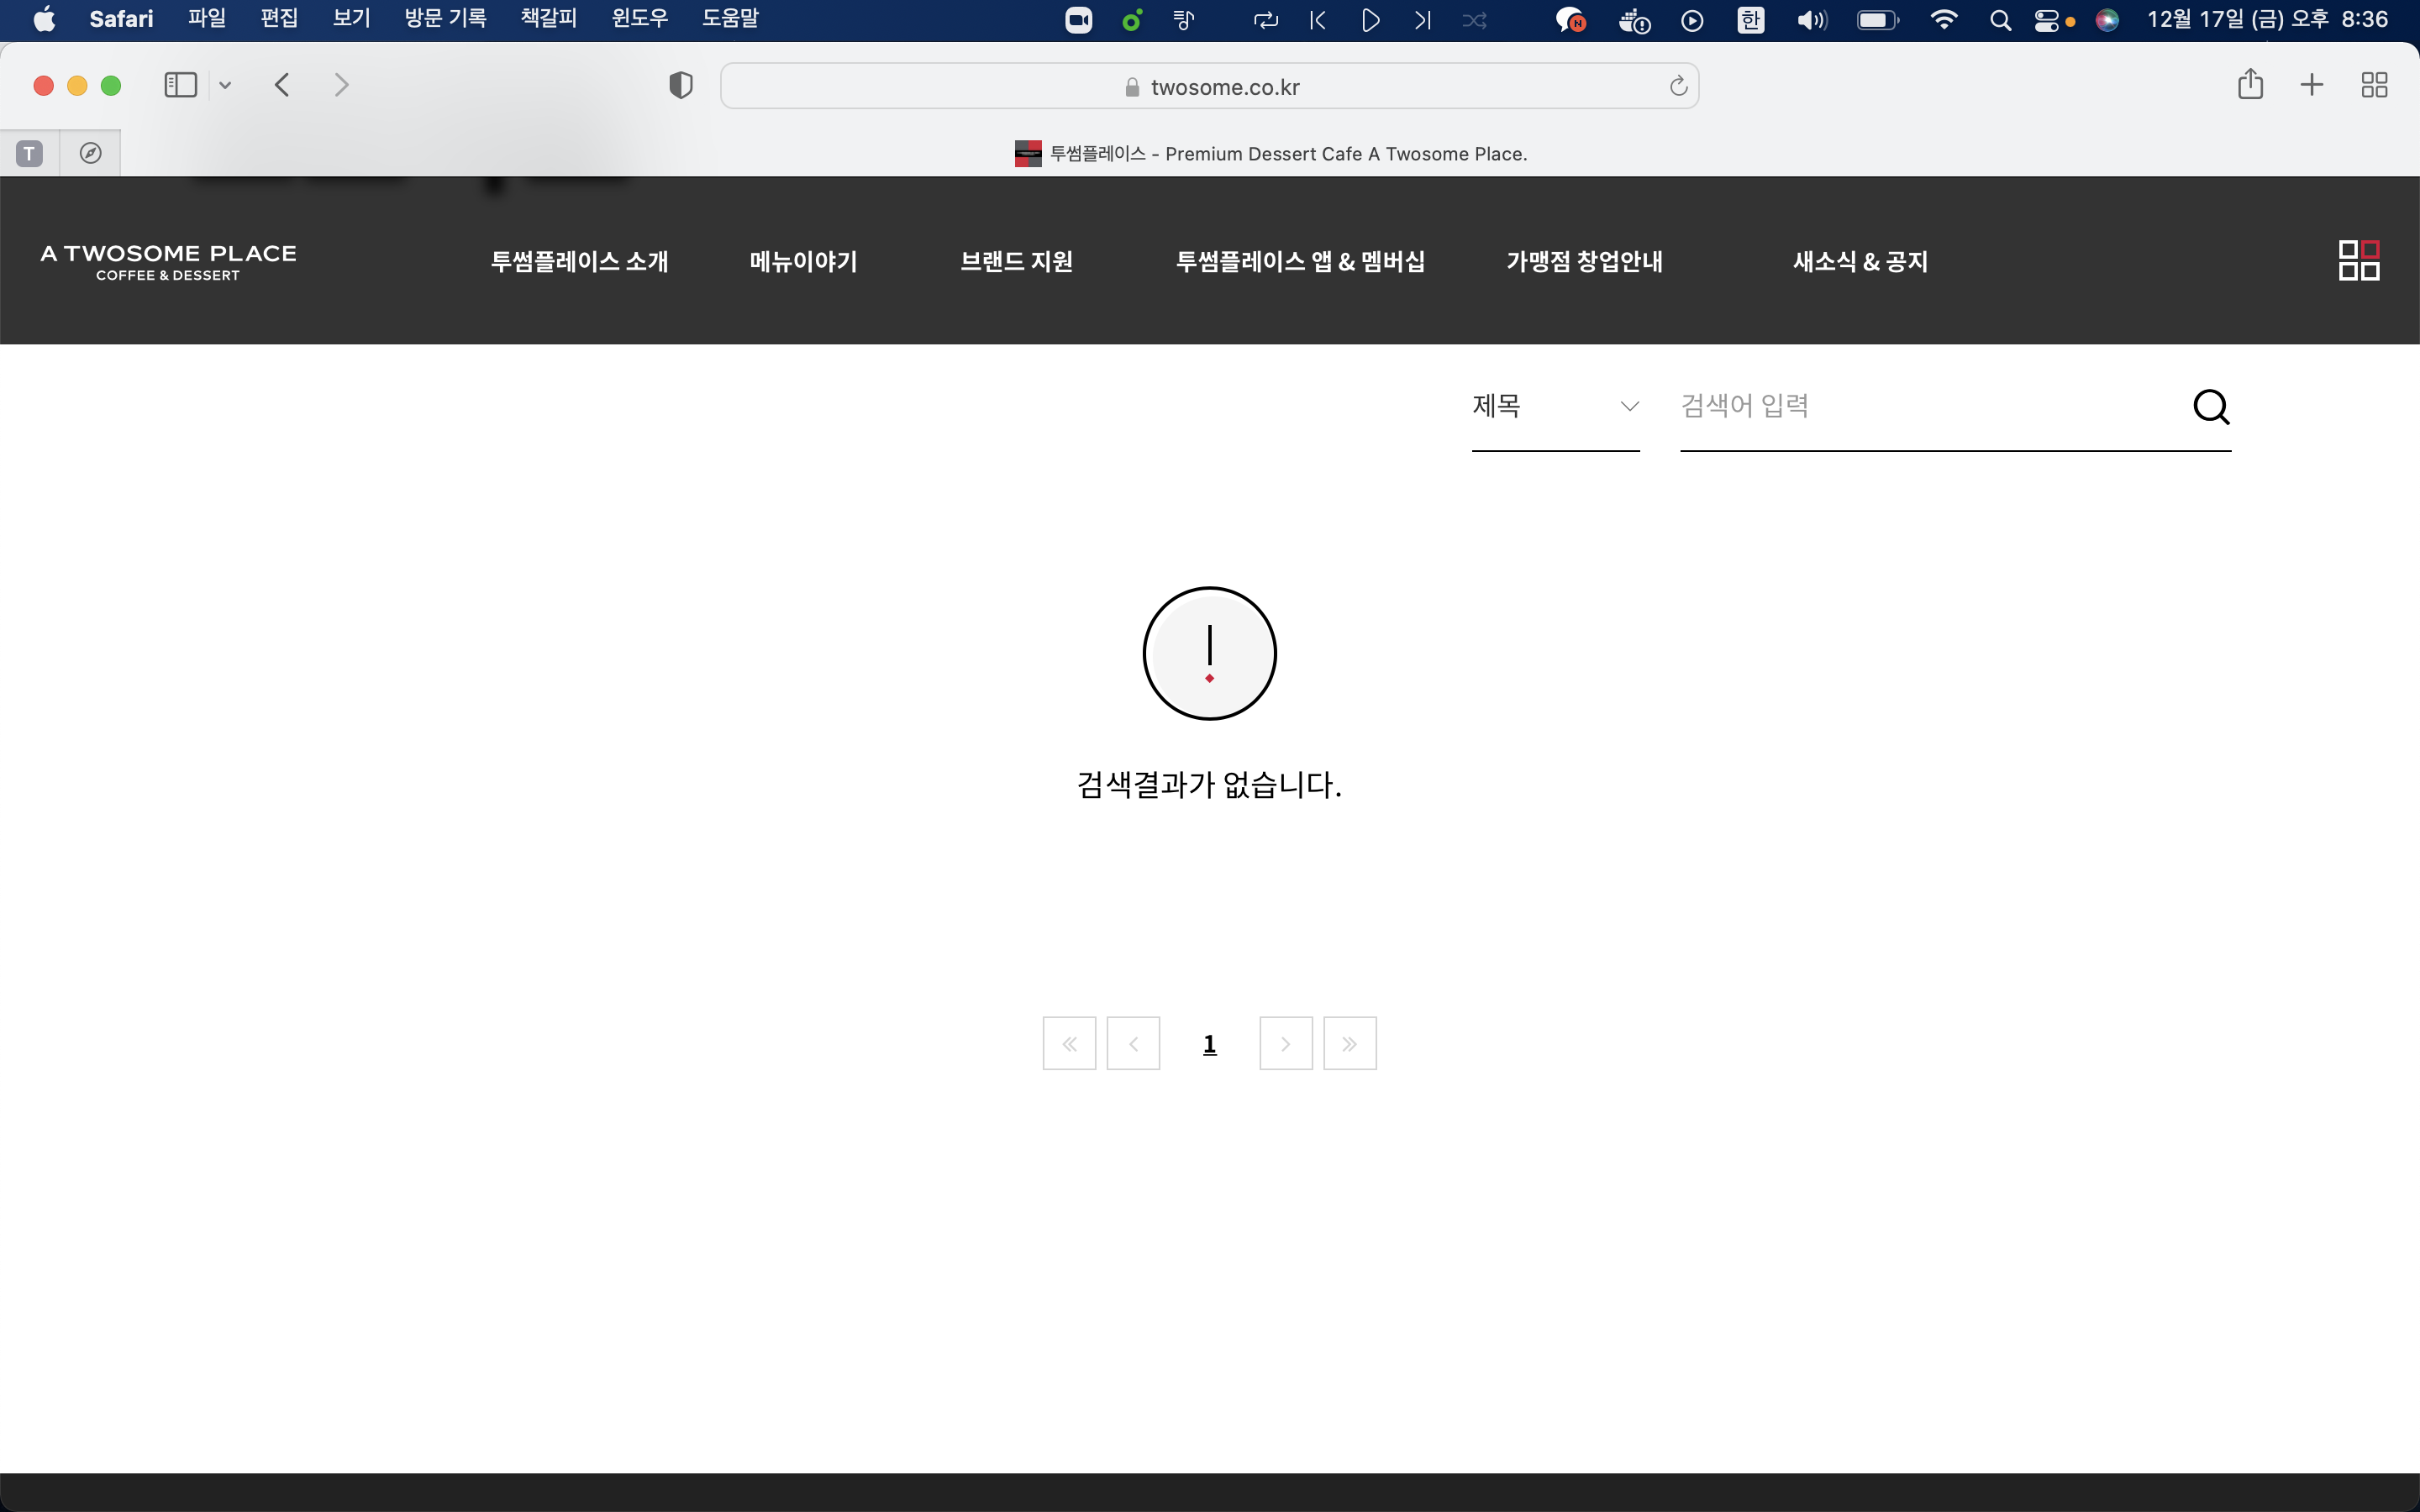 Safari 파일 편집 보기 방문 기록 책갈피 윈도우 도움말 N 한 12월 17일 (금) 오후 8:36
twosome.co.kr
T 투썸플레이스 - Premium Dessert Cafe A Twosome Place.
A TWOSOME PLACE
COFFEE & DESSERT
투썸플레이스 소개 메뉴이야기 브랜드 지원 투썸플레이스 앱 & 멤버십 가맹점 창업안내 새소식 & 공지
제목 검색어 입력
검색결과가 없습니다.
1